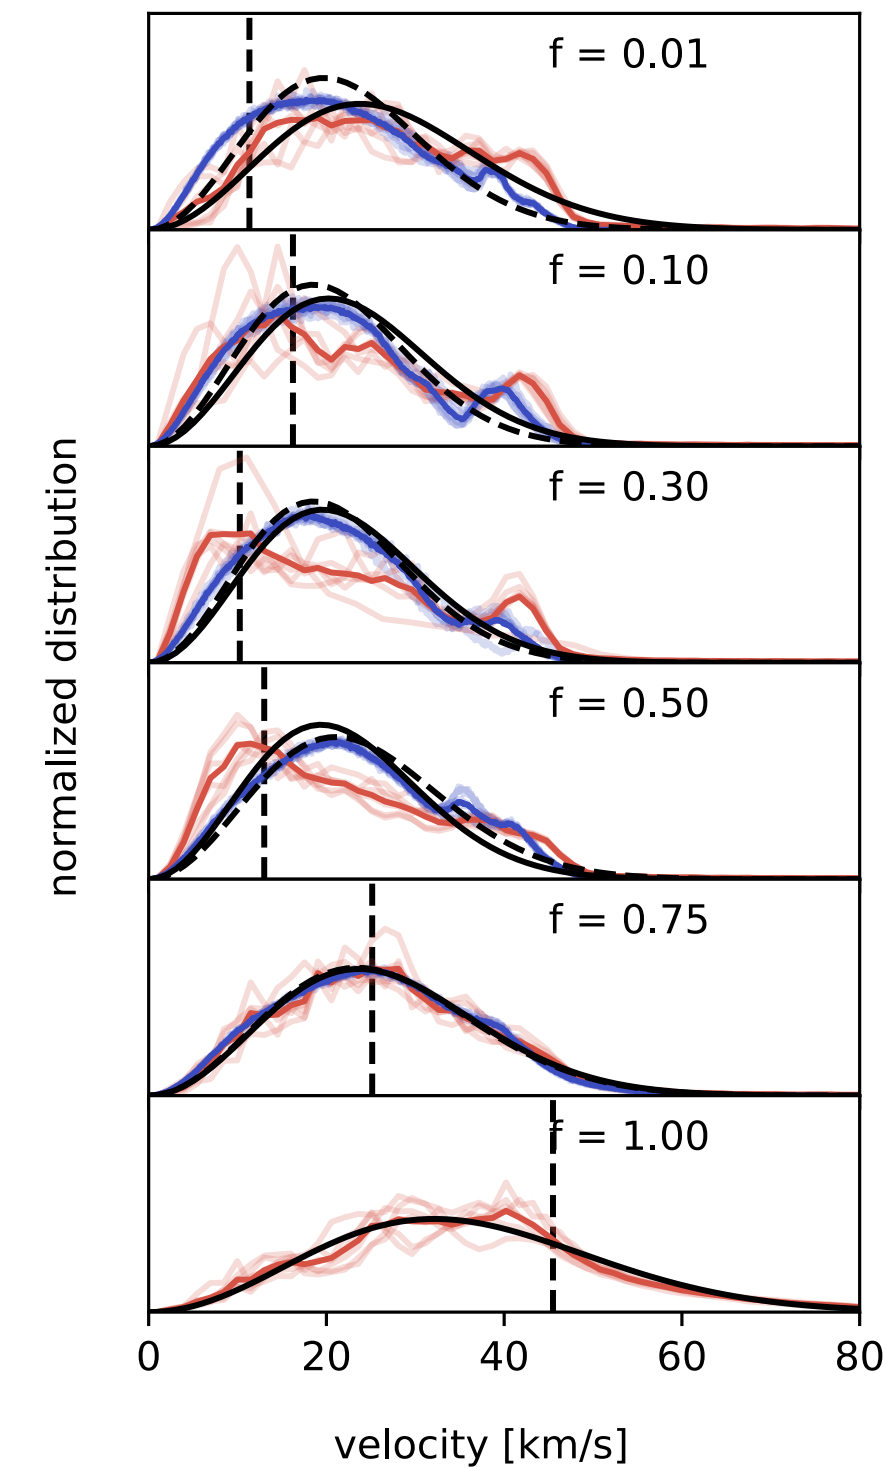 f = 0.01
f = 0.10
f = 0.30
f = 0.50
f = 0.75
f = 1.00
normalized distribution
0 20 40 60 80
velocity [km/s]